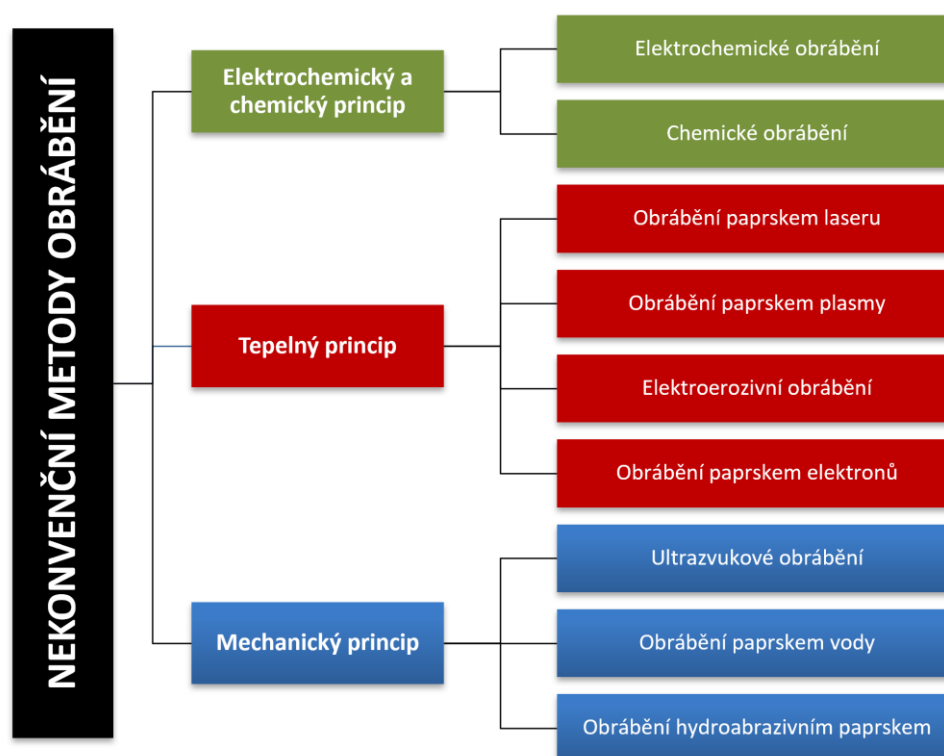 NEKONVENČNÍ METODY OBRÁBĚNÍ
Elektrochemický a
chemický princip
Elektrochemické obrábění
Chemické obrábění
Tepelný princip
Obrábění paprskem laseru
Obrábění paprskem plasmy
Elektroerozivní obrábění
Obrábění paprskem elektronů
Mechanický princip
Ultrazvukové obrábění
Obrábění paprskem vody
Obrábění hydroabrazivním paprskem